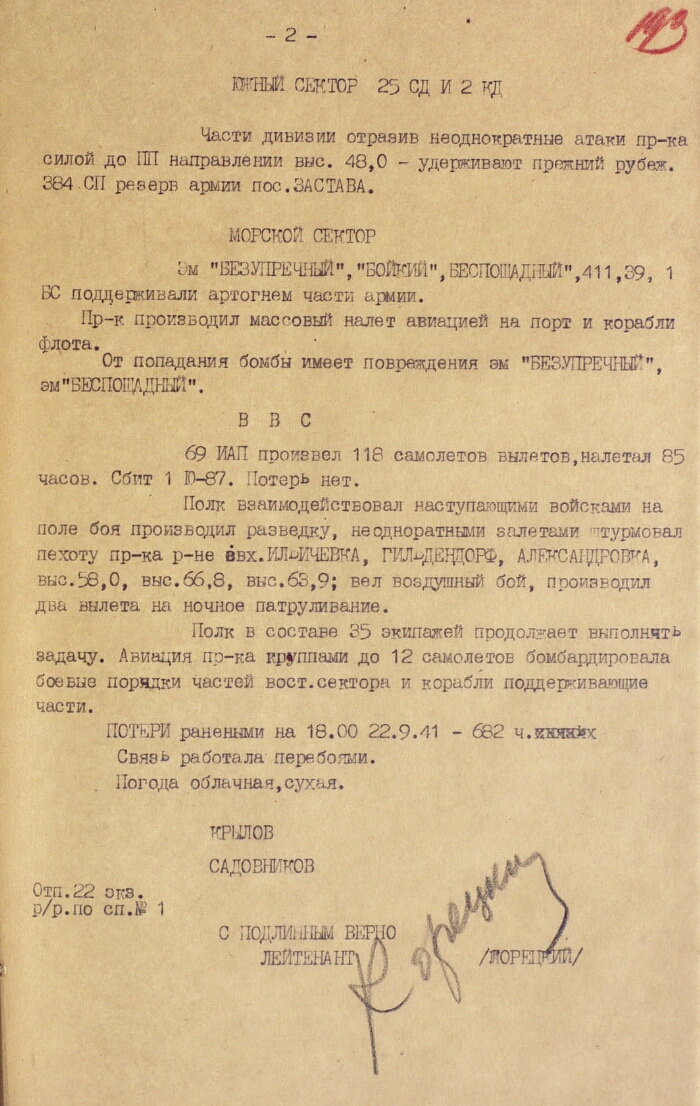 - 2 -
193
ЮЖНЫЙ СЕКТОР 25 СД И 2 КД
Части дивизии отразив неоднократные атаки пр-ка
силой до ПП направлении выс. 48,0 - удерживают прежний рубеж.
384 СП резерв армии пос.ЗАСТАВА.
МОРСКОЙ СЕКТОР
Эм "БЕЗУПРЕЧНЫЙ","БОЙКИЙ",БЕСПОЩАДНЫЙ",411,39, 1
БС поддерживали артогнем части армии.
Пр-к производил массовый налет авиацией на порт и корабли
флота.
От попадания бомбы имеет повреждения эм "БЕЗУПРЕЧНЫЙ",
эм"БЕСПОЩАДНЫЙ".
В В С
69 ИАП произвел 118 самолетов вылетов,налетал 85
часов. Сбит 1 Ю-87. Потерь нет.
Полк взаимодействовал наступающими войсками на
поле боя производил разведку, неодноратными залетами штурмовал
пехоту пр-ка р-не свх.ИЛЬИЧЕВКА, ГИЛЬДЕНДОРФ, АЛЕКСАНДРОВКА,
выс.58,0, выс.66,8, выс.63,9; вел воздушный бой, производил
два вылета на ночное патруливание.
Полк в составе 35 экипажей продолжает выполнять
задачу. Авиация пр-ка группами до 12 самолетов бомбардировала
боевые порядки частей вост.сектора и корабли поддерживающие
части.
ПОТЕРИ ранеными на 18.00 22.9.41 - 682 ч.
Связь работала перебоями.
Погода облачная,сухая.
КРЫЛОВ
САДОВНИКОВ
Отп.22 экз.
р/р.по сп.№ 1
С ПОДЛИННЫМ ВЕРНО
ЛЕЙТЕНАНТ Корецкий /КОРЕЦКИЙ/